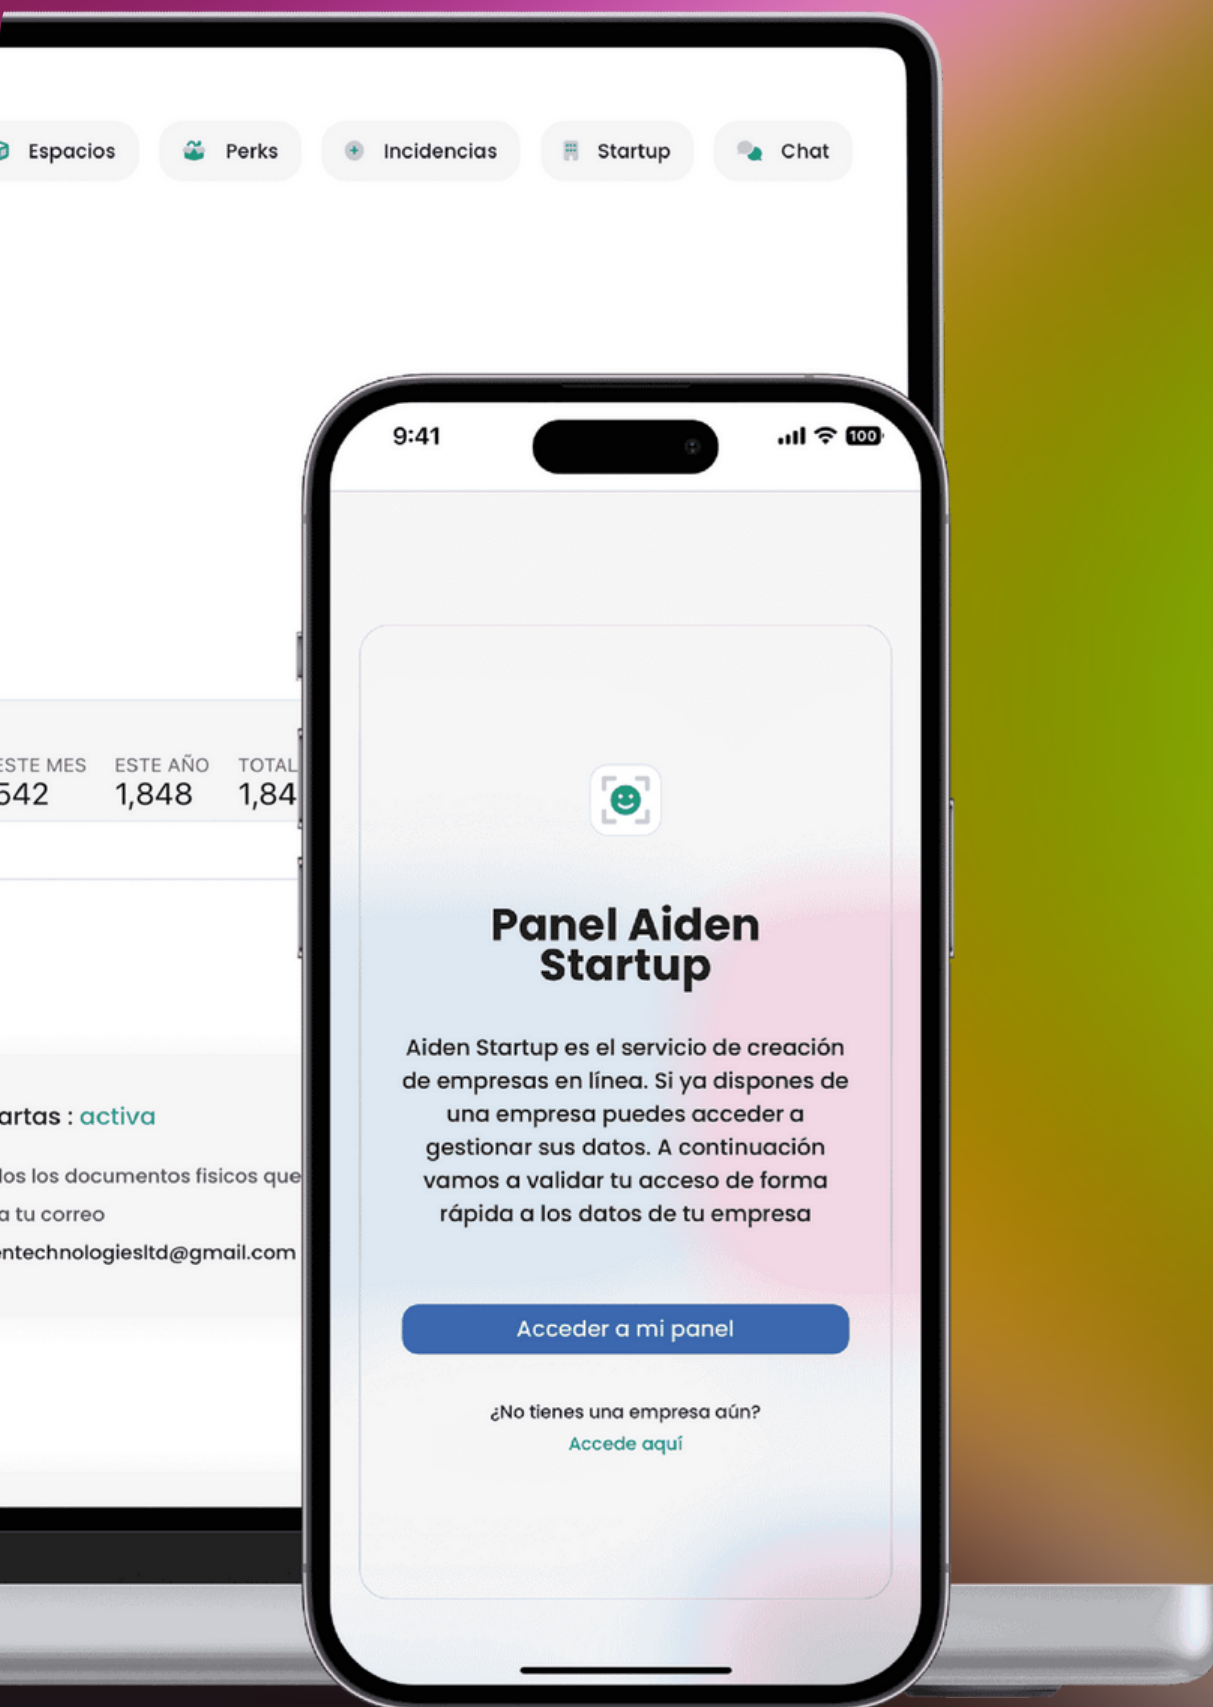 Espacios Perks Incidencias Startup Chat
9:41 100
ESTE MES ESTE AÑO TOTAL
542 1,848 1,84
Panel Aiden
Startup
Aiden Startup es el servicio de creación
de empresas en línea. Si ya dispones de
una empresa puedes acceder a
gestionar sus datos. A continuación
vamos a validar tu acceso de forma
rápida a los datos de tu empresa
artas : activa
los los documentos fisicos que
a tu correo
entechnologiesltd@gmail.com
Acceder a mi panel
¿No tienes una empresa aún?
Accede aquí